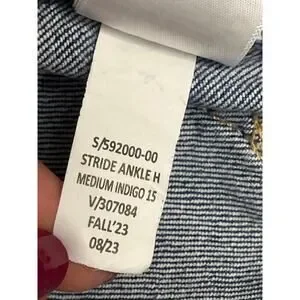 S/592000-00
STRIDE ANKLE H
MEDIUM INDIGO 15
V/307084
FALL'23
08/23